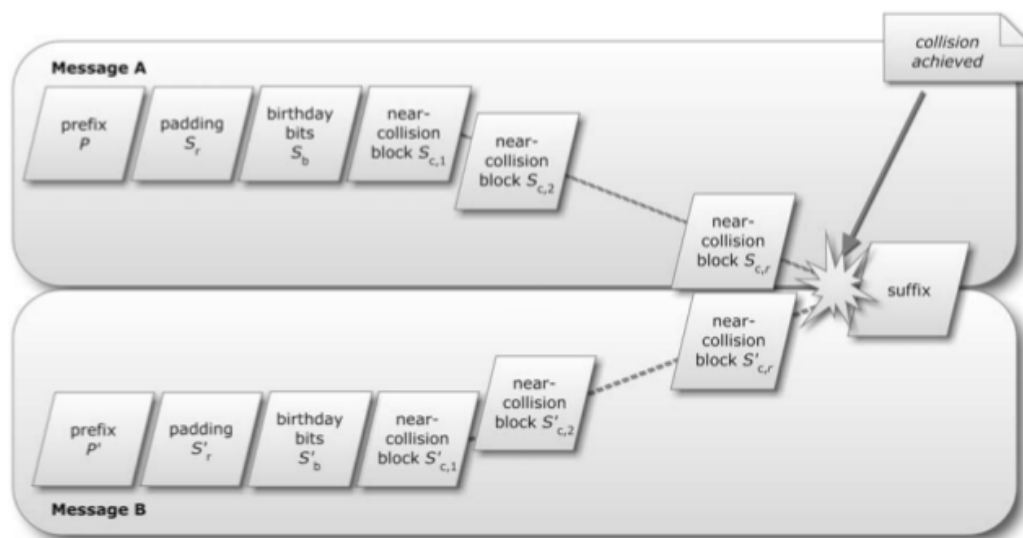 collision
achieved
Message A
prefix
P
padding
Sr
birthday
bits
Sb
near-
collision
block Sc,1
near-
collision
block Sc,2
near-
collision
block Sc,r
suffix
near-
collision
block S'c,r
near-
collision
block S'c,2
prefix
P'
padding
S'r
birthday
bits
S'b
near-
collision
block S'c,1
Message B